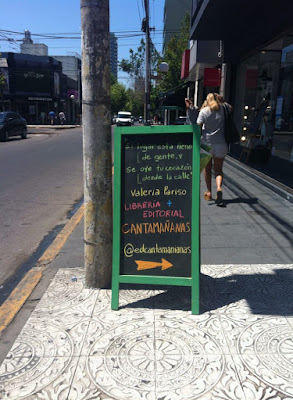 "El lugar está lleno
[de gente, y
se oye tu corazón
[desde la calle"
Valeria Pariso
LIBRERÍA +
EDITORIAL
CANTAMAÑANAS
@edcantamananas